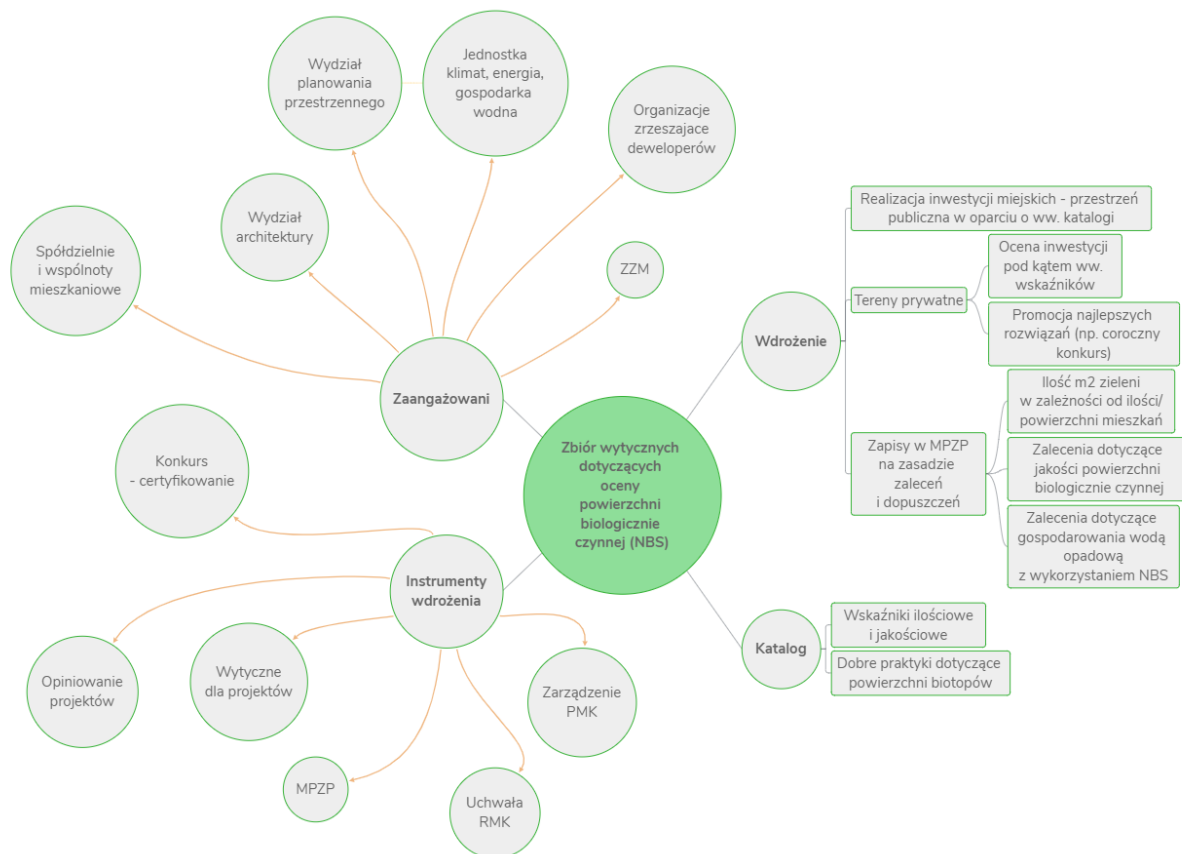 Wydział
planowania
przestrzennego
Jednostka
klimat, energia,
gospodarka
wodna
Organizacje
zrzeszajace
deweloperów
Wydział
architektury
Spółdzielnie
i wspólnoty
mieszkaniowe
ZZM
Zaangażowani
Konkurs
- certyfikowanie
Instrumenty
wdrożenia
Opiniowanie
projektów
Wytyczne
dla projektów
MPZP
Uchwała
RMK
Zarządzenie
PMK
Zbiór wytycznych
dotyczących
oceny
powierzchni
biologicznie
czynnej (NBS)
Wdrożenie
Realizacja inwestycji miejskich - przestrzeń
publiczna w oparciu o ww. katalogi
Tereny prywatne
Ocena inwestycji
pod kątem ww.
wskaźników
Promocja najlepszych
rozwiązań (np. coroczny
konkurs)
Zapisy w MPZP
na zasadzie
zaleceń
i dopuszczeń
Ilość m2 zieleni
w zależności od ilości/
powierzchni mieszkań
Zalecenia dotyczące
jakości powierzchni
biologicznie czynnej
Zalecenia dotyczące
gospodarowania wodą
opadową
z wykorzystaniem NBS
Katalog
Wskaźniki ilościowe
i jakościowe
Dobre praktyki dotyczące
powierzchni biotopów